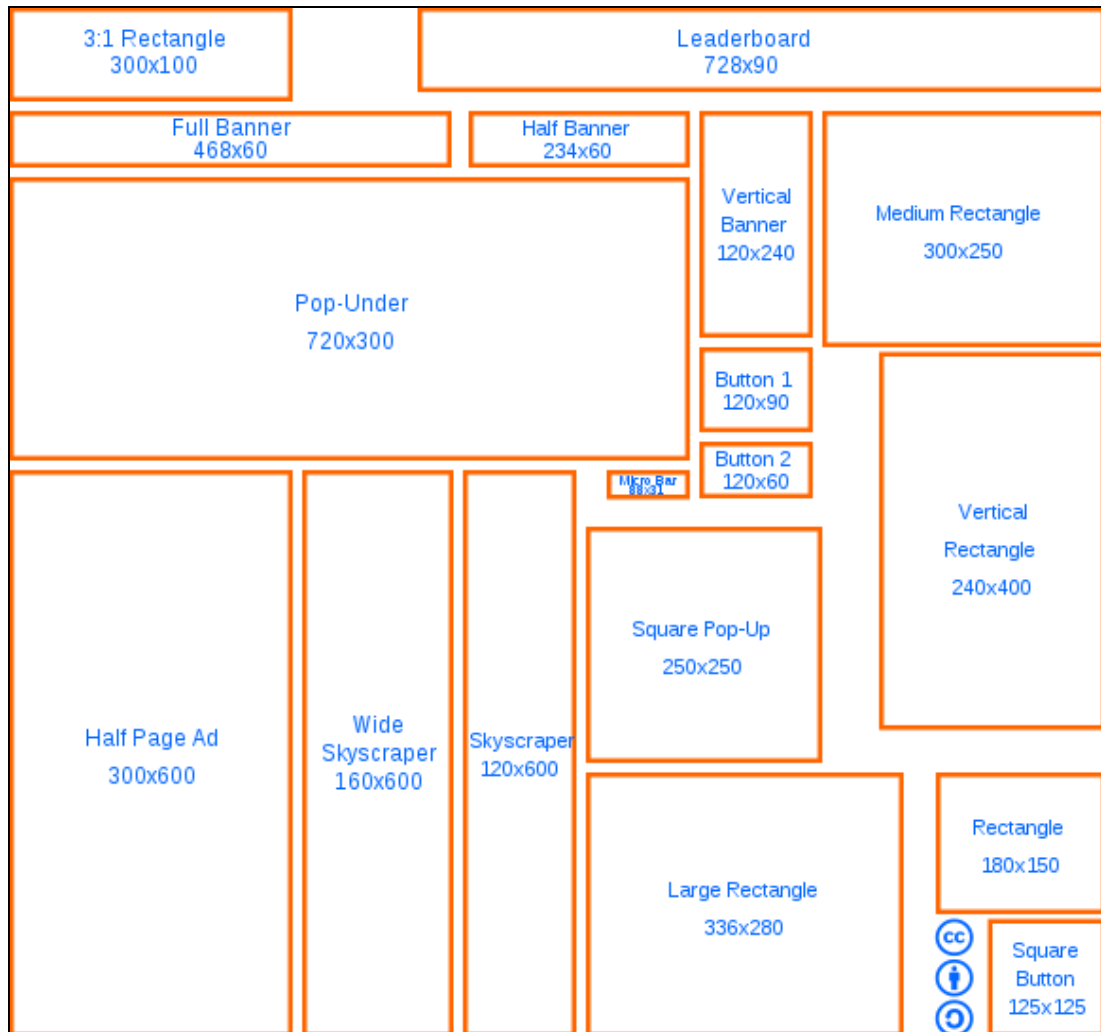 3:1 Rectangle
300x100
Leaderboard
728x90
Full Banner
468x60
Half Banner
234x60
Vertical
Banner
120x240
Medium Rectangle
300x250
Pop-Under
720x300
Button 1
120x90
Button 2
120x60
Micro Bar
88x31
Vertical
Rectangle
240x400
Square Pop-Up
250x250
Half Page Ad
300x600
Wide
Skyscraper
160x600
Skyscraper
120x600
Rectangle
180x150
Large Rectangle
336x280
cc
Square
Button
125x125